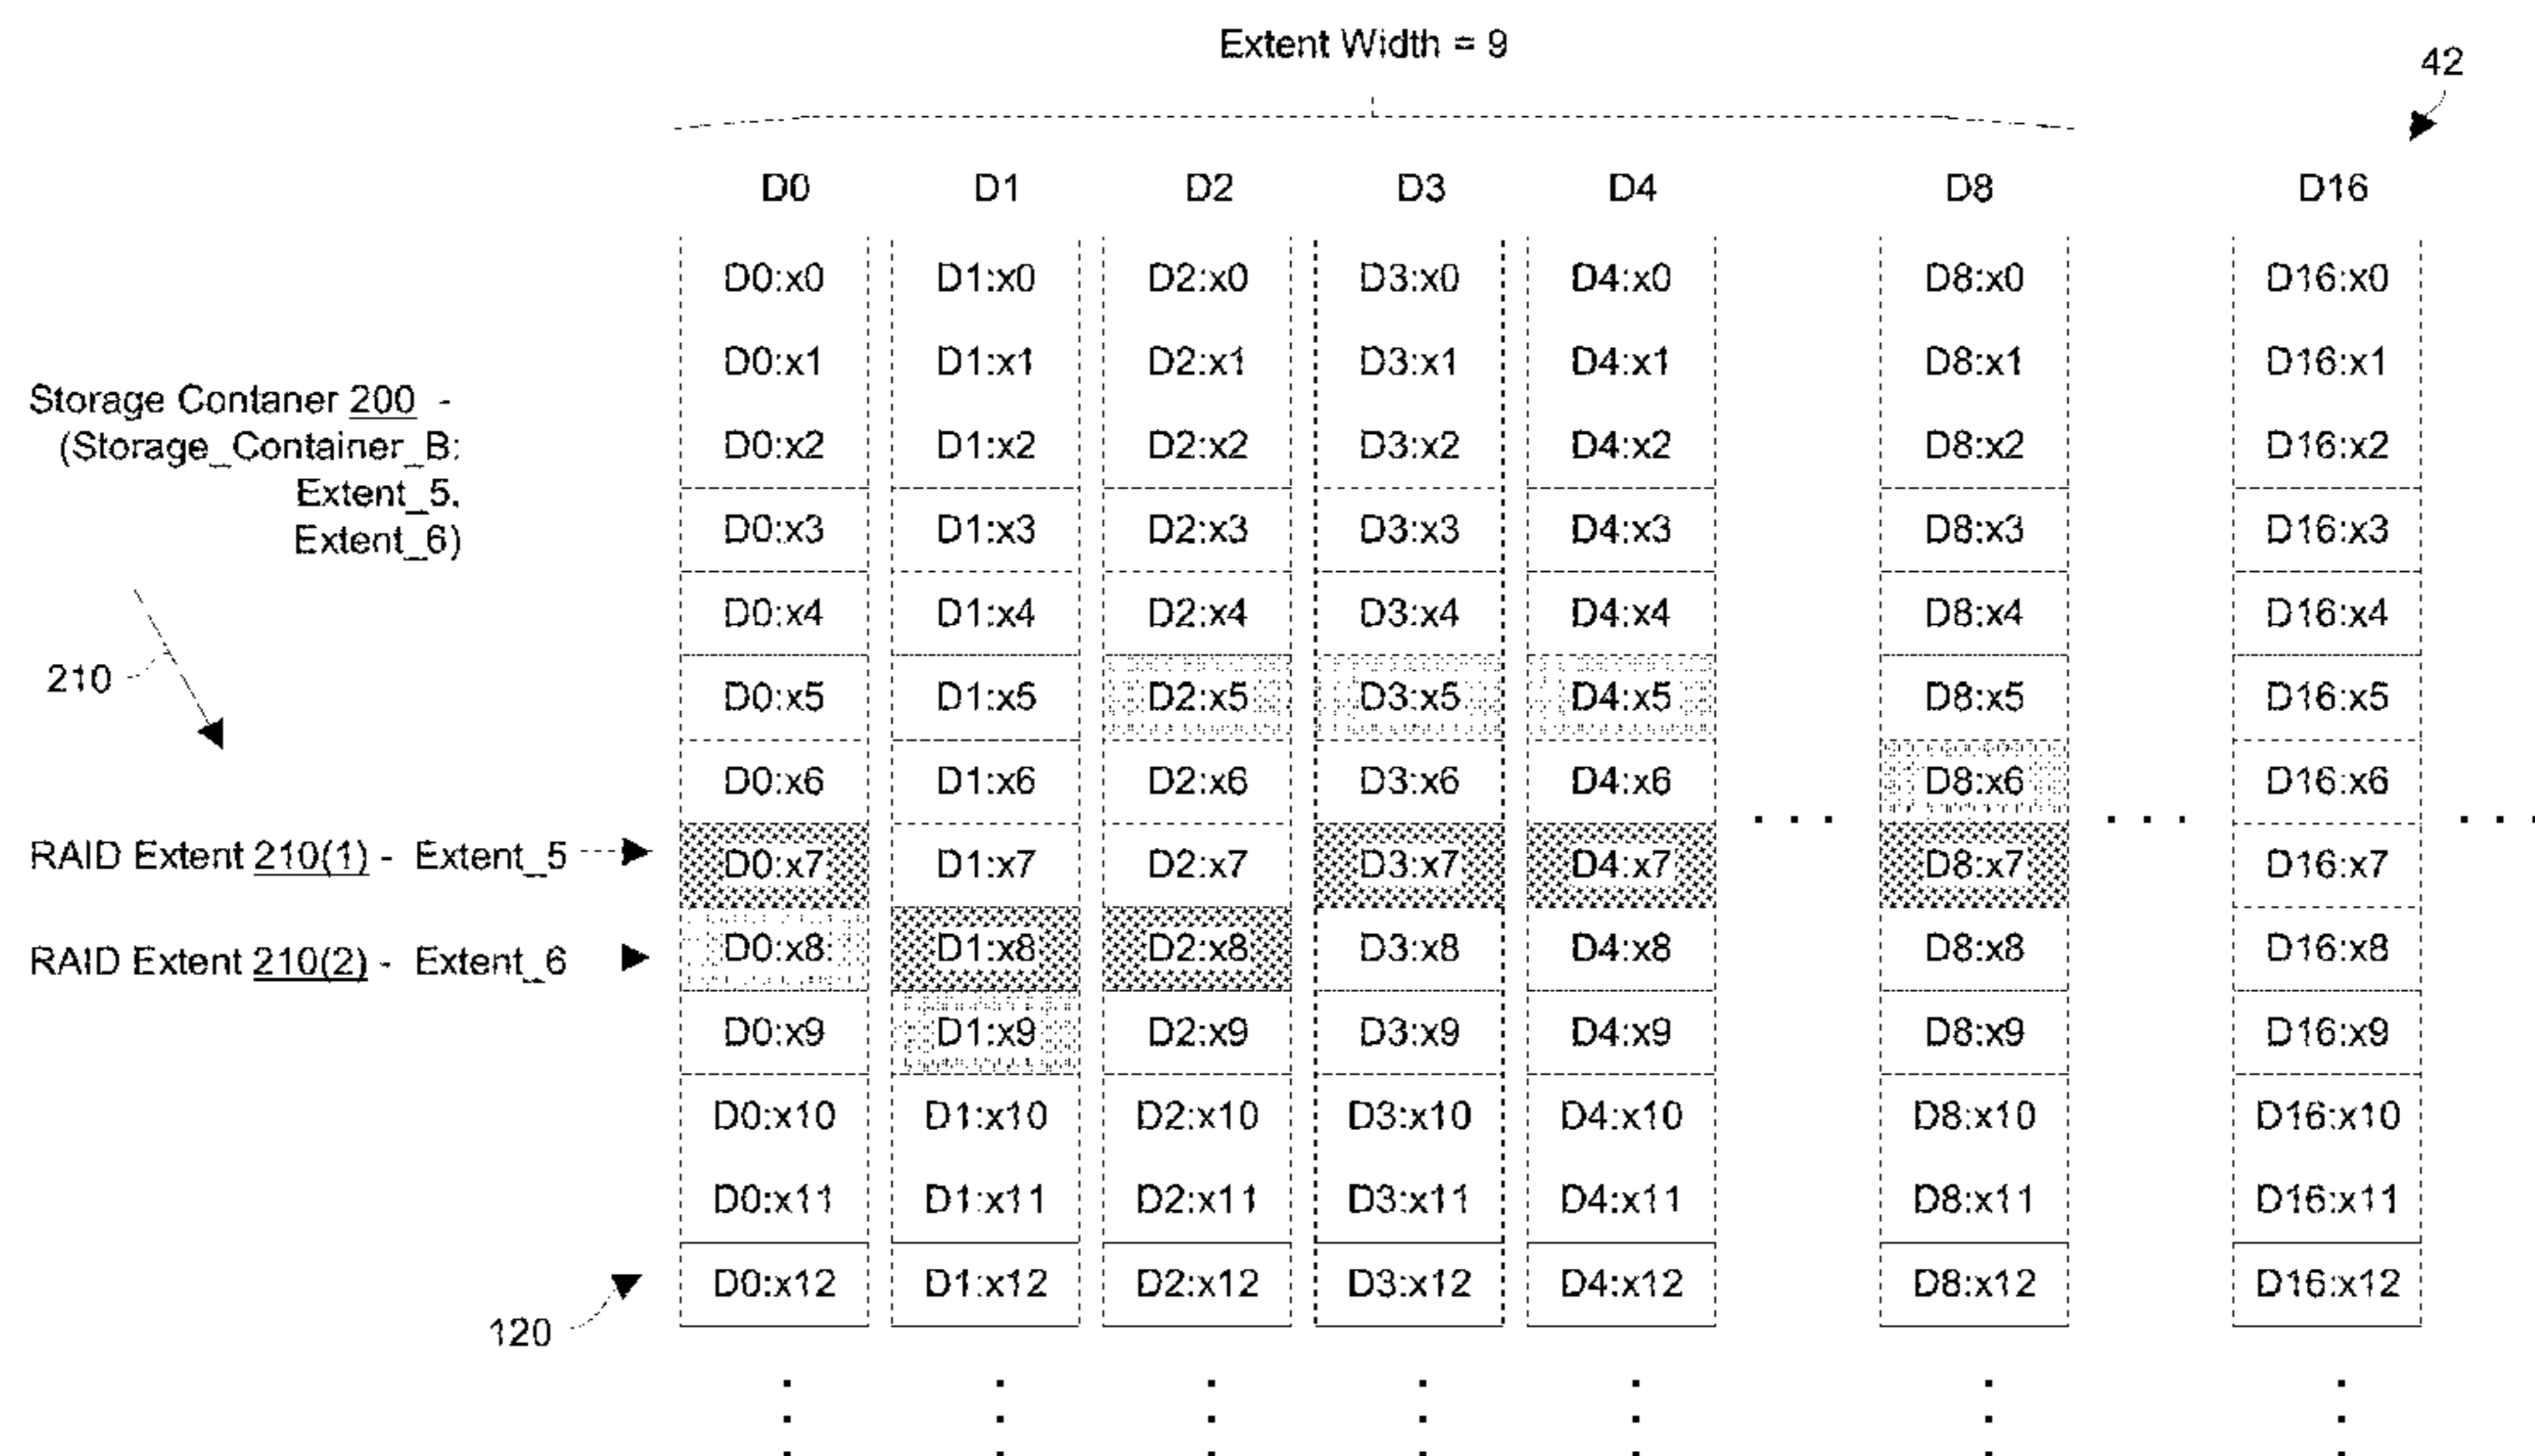 Extent Width = 9
42
D0 D1 D2 D3 D4 D8 D16
D0:x0 D1:x0 D2:x0 D3:x0 D4:x0 D8:x0 D16:x0
D0:x1 D1:x1 D2:x1 D3:x1 D4:x1 D8:x1 D16:x1
Storage Contaner 200 -
(Storage_Container_B:
Extent_5,
Extent_6)
D0:x2 D1:x2 D2:x2 D3:x2 D4:x2 D8:x2 D16:x2
D0:x3 D1:x3 D2:x3 D3:x3 D4:x3 D8:x3 D16:x3
D0:x4 D1:x4 D2:x4 D3:x4 D4:x4 D8:x4 D16:x4
210
D0:x5 D1:x5 D2:x5 D3:x5 D4:x5 D8:x5 D16:x5
D0:x6 D1:x6 D2:x6 D3:x6 D4:x6 . . . D8:x6 . . . D16:x6 . . .
RAID Extent 210(1) - Extent_5 D0:x7 D1:x7 D2:x7 D3:x7 D4:x7 D8:x7 D16:x7
RAID Extent 210(2) - Extent_6 D0:x8 D1:x8 D2:x8 D3:x8 D4:x8 D8:x8 D16:x8
D0:x9 D1:x9 D2:x9 D3:x9 D4:x9 D8:x9 D16:x9
D0:x10 D1:x10 D2:x10 D3:x10 D4:x10 D8:x10 D16:x10
D0:x11 D1:x11 D2:x11 D3:x11 D4:x11 D8:x11 D16:x11
D0:x12 D1:x12 D2:x12 D3:x12 D4:x12 D8:x12 D16:x12
120